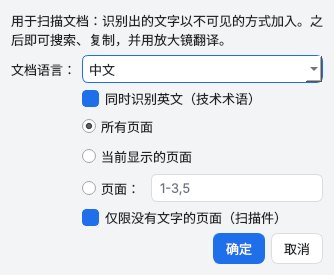 用于扫描文档：识别出的文字以不可见的方式加入。之
后即可搜索、复制，并用放大镜翻译。
文档语言： 中文
同时识别英文（技术术语）
所有页面
当前显示的页面
页面： 1-3,5
仅限没有文字的页面（扫描件）
确定 取消